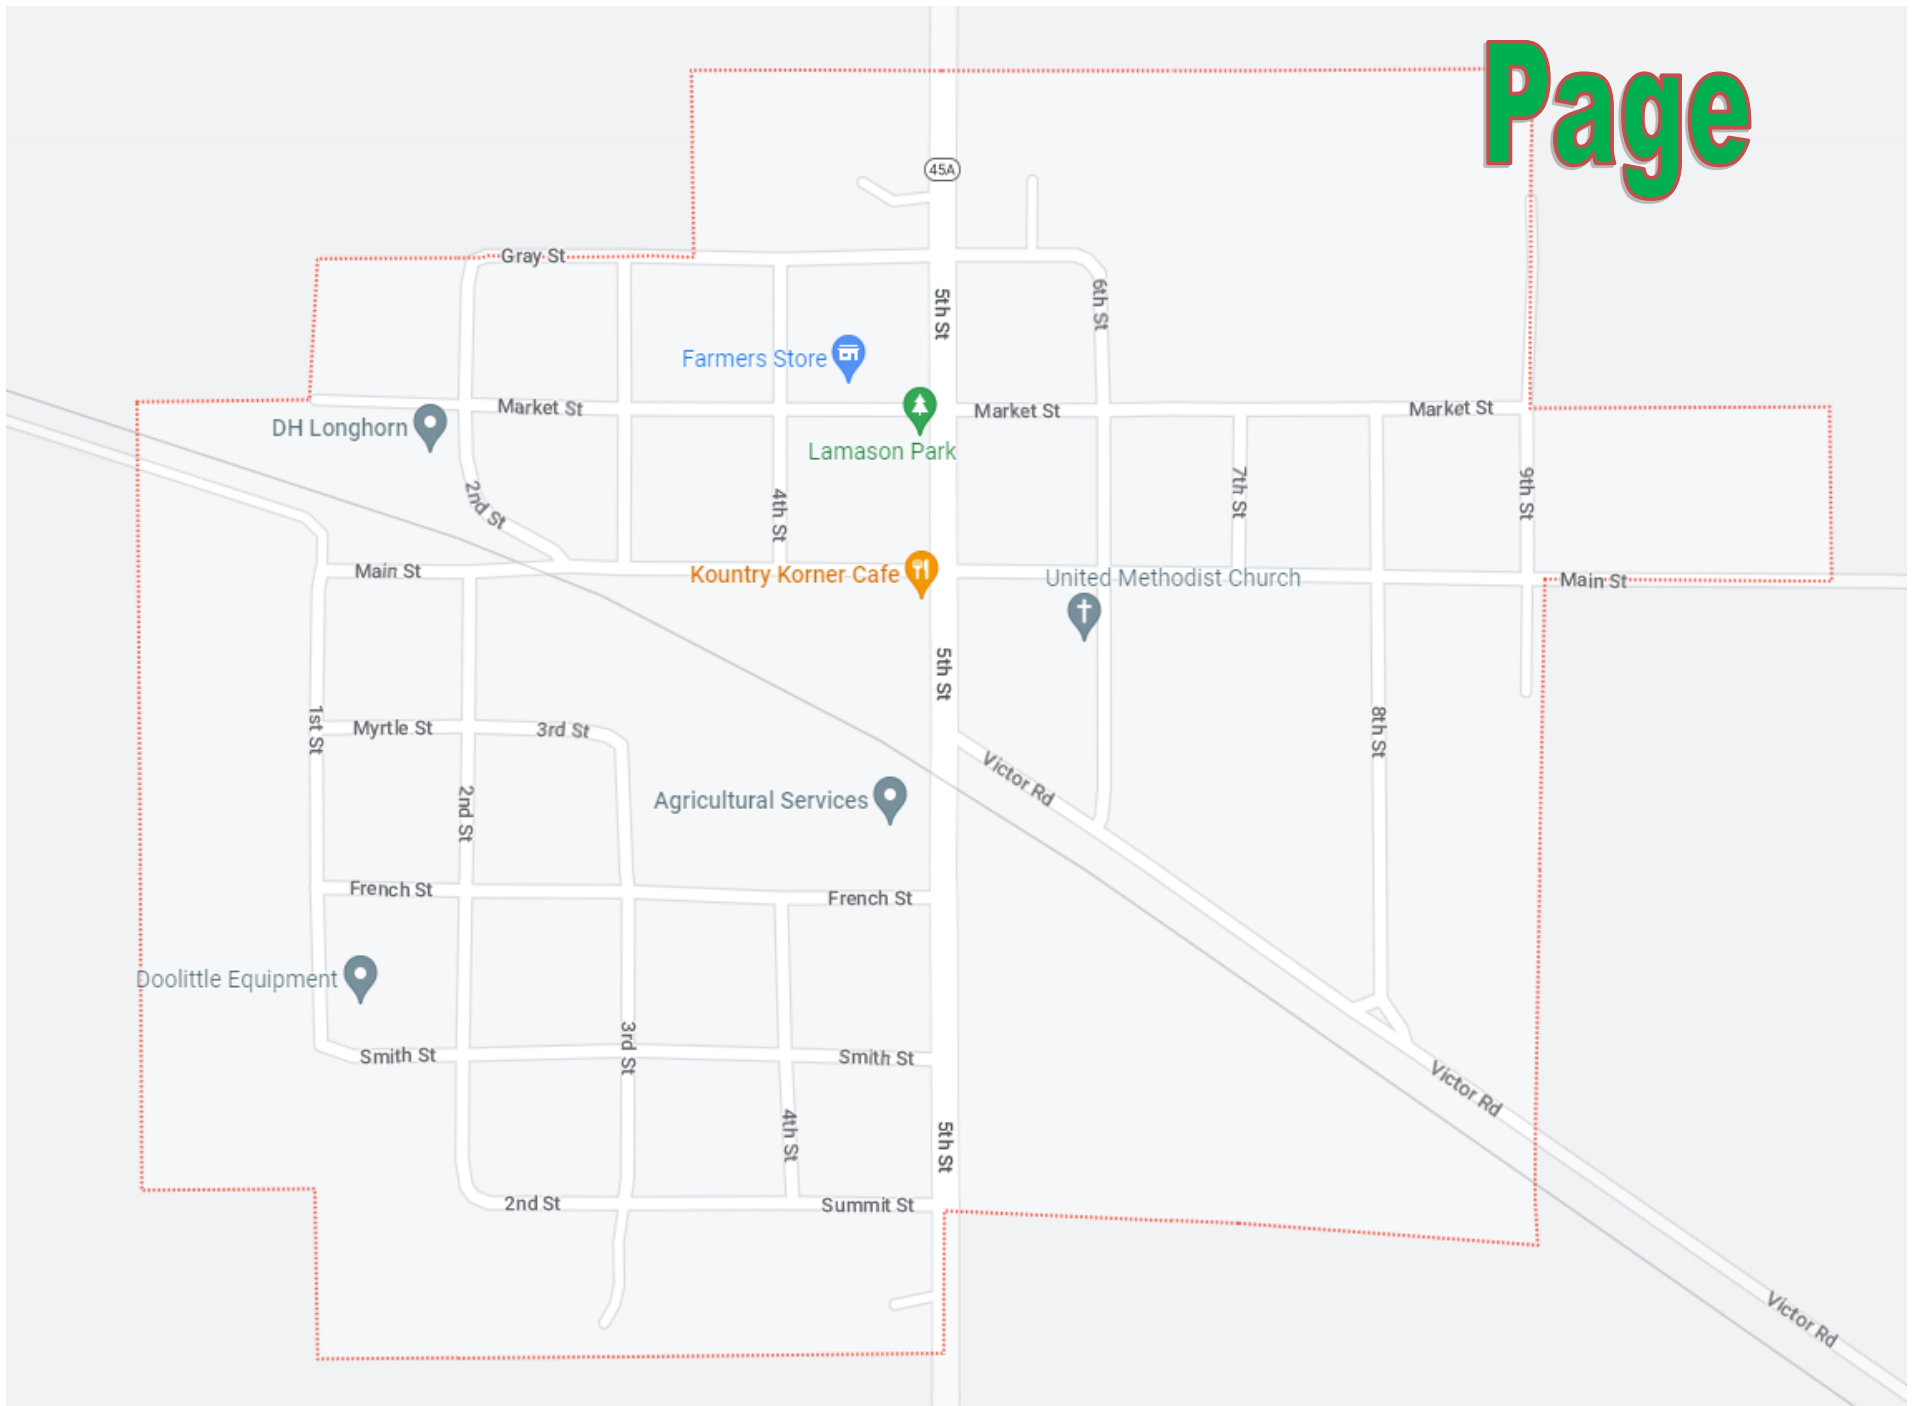 Page
45A
Gray St
5th St
6th St
Farmers Store
Market St
Market St
Market St
DH Longhorn
Lamason Park
2nd St
4th St
7th St
9th St
Main St
Kountry Korner Cafe
United Methodist Church
Main St
5th St
1st St
Myrtle St
3rd St
8th St
Victor Rd
2nd St
Agricultural Services
French St
French St
Doolittle Equipment
3rd St
Smith St
Smith St
Victor Rd
4th St
5th St
2nd St
Summit St
Victor Rd